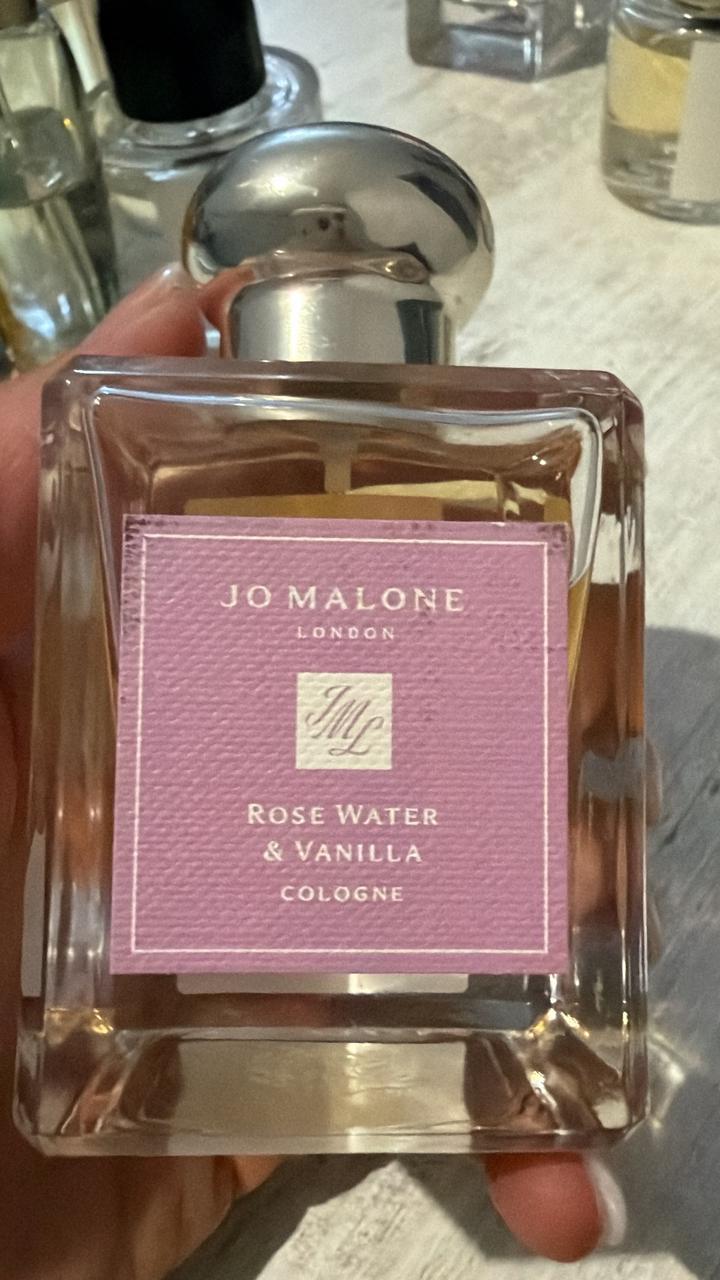 JO MALONE
LONDON
JML
ROSE WATER
& VANILLA
COLOGNE